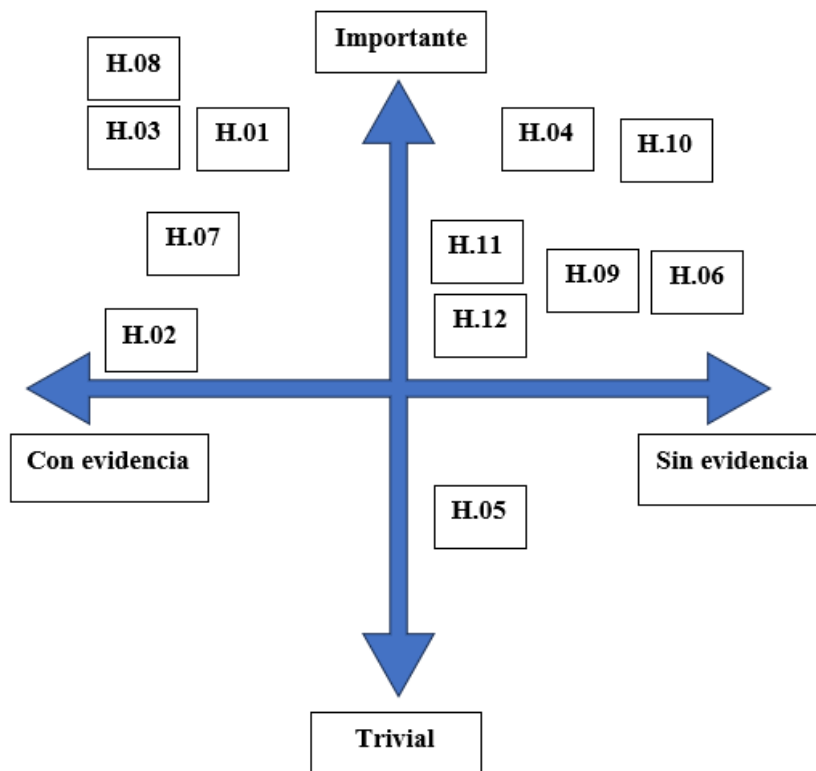 Importante
H.08
H.03
H.01
H.04
H.10
H.07
H.11
H.09
H.06
H.12
H.02
Con evidencia
Sin evidencia
H.05
Trivial